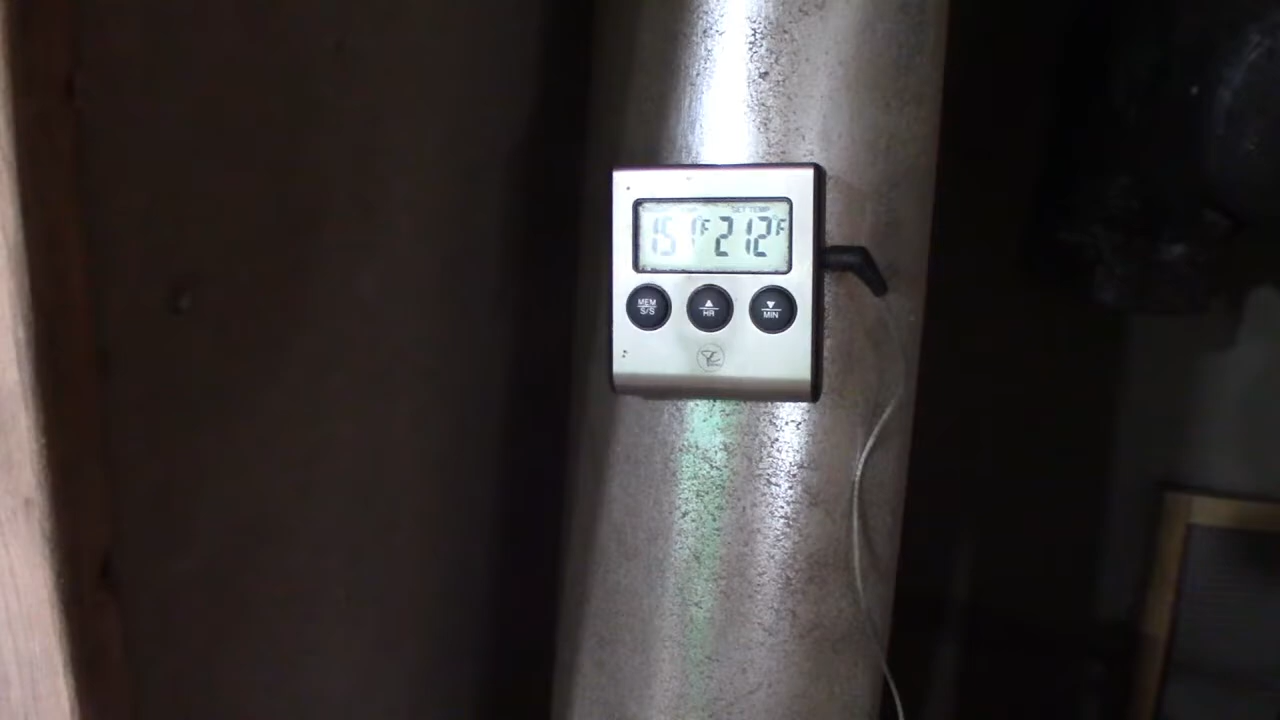 SET TEMP
151°F 212°F
MEM
S/S
▲
HR
▼
MIN